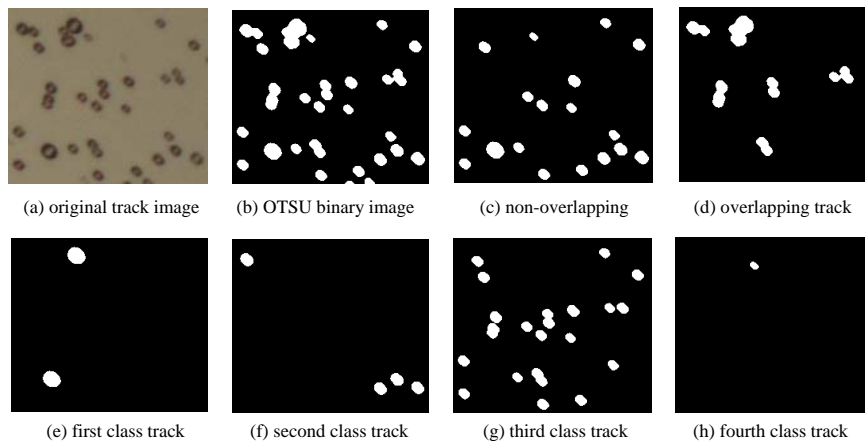 (a) original track image
(b) OTSU binary image
(c) non-overlapping
(d) overlapping track
(e) first class track
(f) second class track
(g) third class track
(h) fourth class track